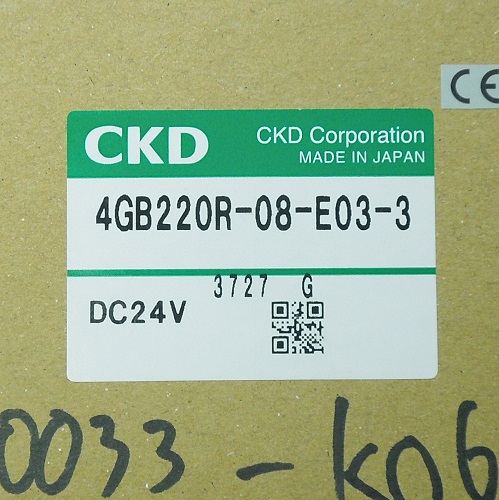 CE
CKD
CKD Corporation
MADE IN JAPAN
4GB220R-08-E03-3
3727 G
DC24V
0033-K06